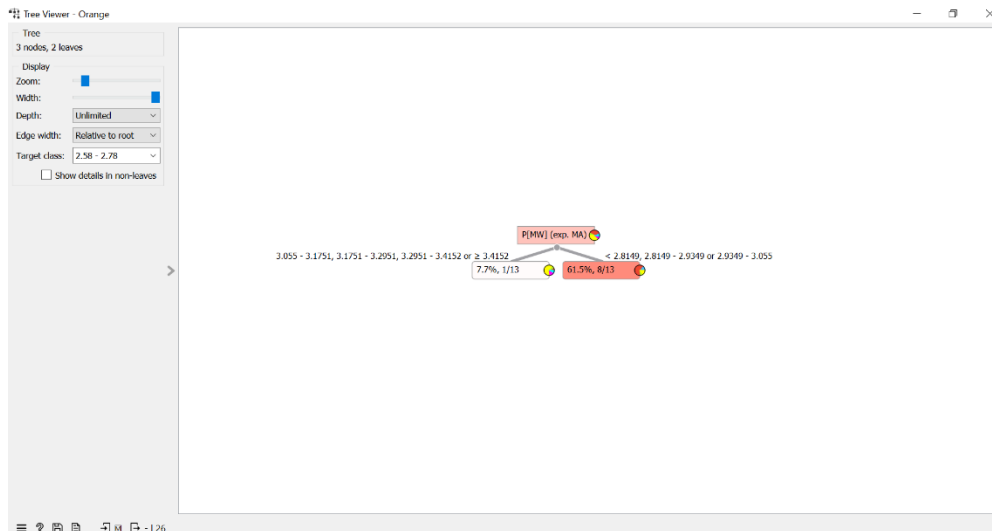 Tree Viewer - Orange
Tree
3 nodes, 2 leaves
Display
Zoom:
Width:
Depth: Unlimited
Edge width: Relative to root
Target class: 2.58 - 2.78
Show details in non-leaves
P[MW] (exp. MA)
3.055 - 3.1751, 3.1751 - 3.2951, 3.2951 - 3.4152 or ≥ 3.4152
< 2.8149, 2.8149 - 2.9349 or 2.9349 - 3.055
7.7%, 1/13
61.5%, 8/13